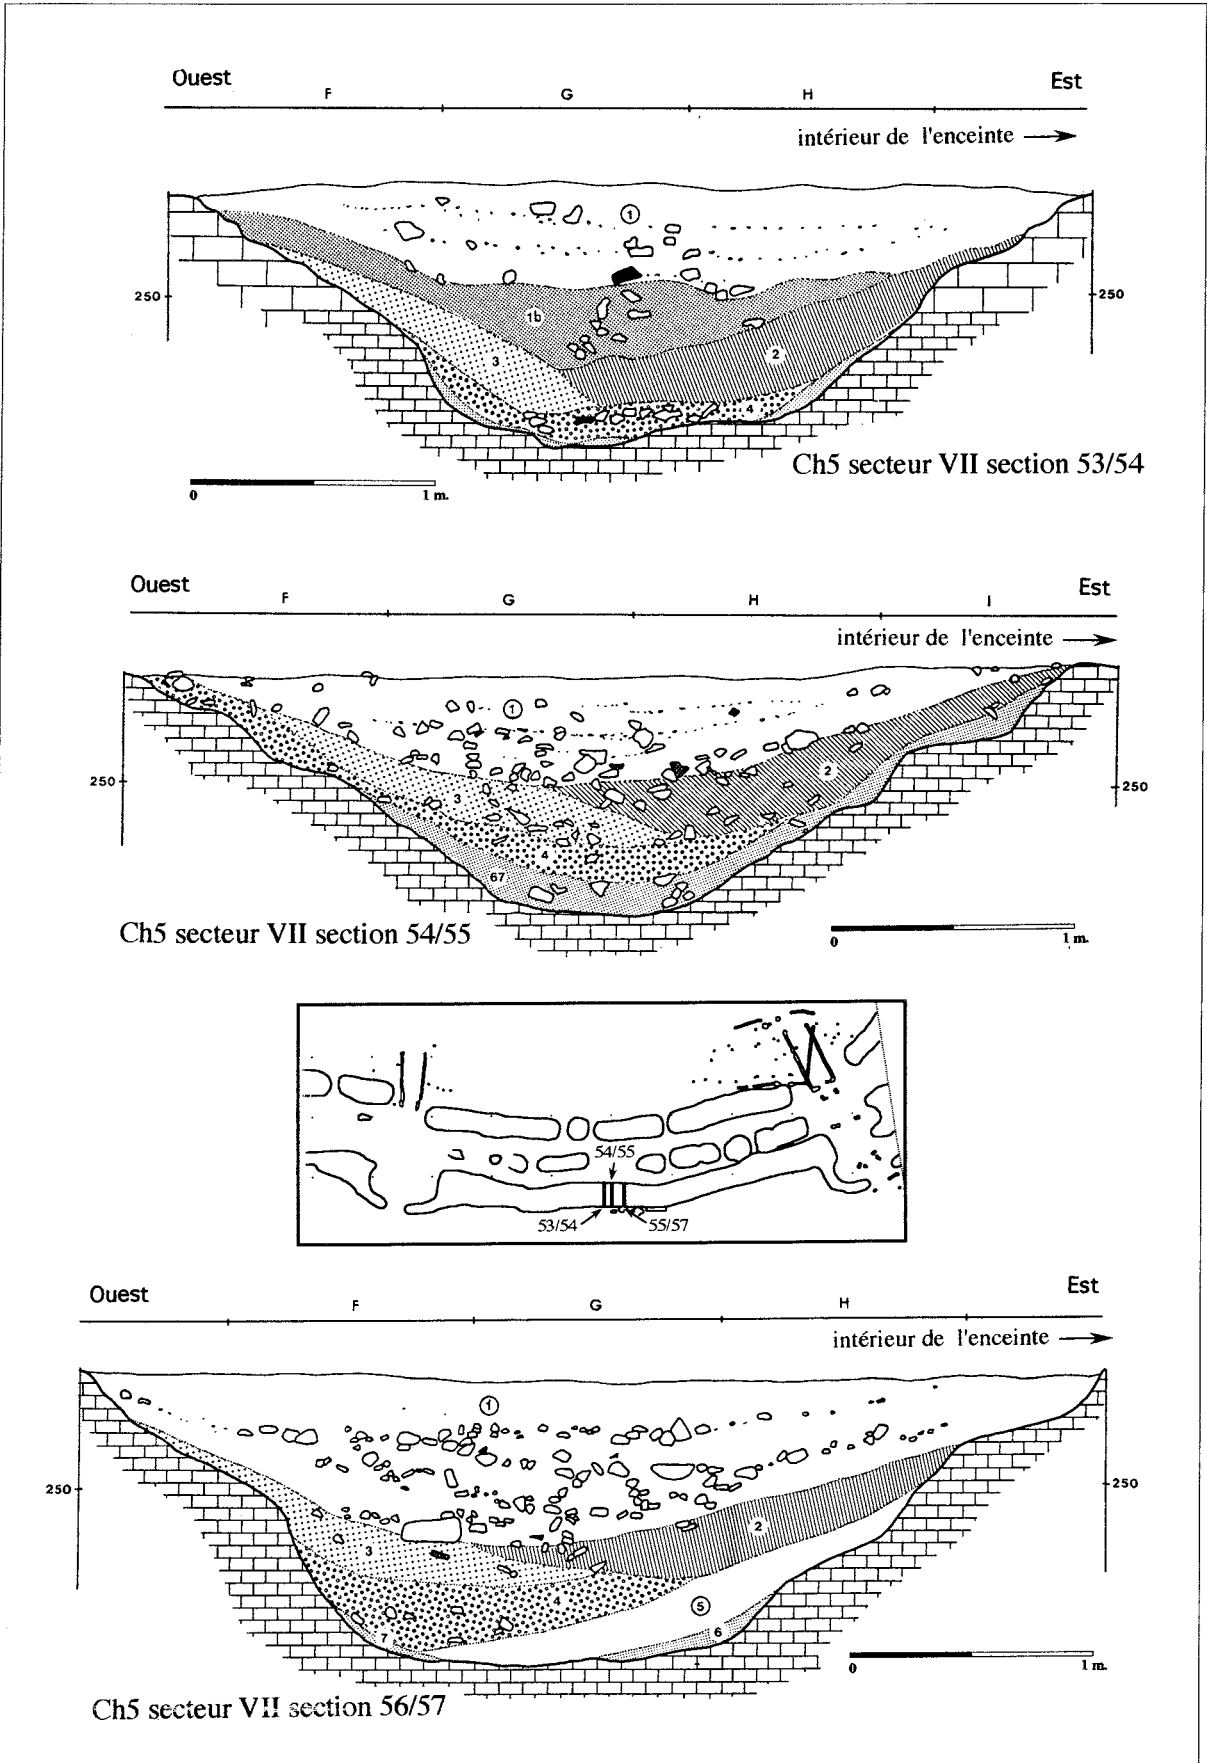 Ouest Est
F G H
intérieur de l'enceinte
1
250 250
1b
3 2
4
Ch5 secteur VII section 53/54
0 1 m.
Ouest Est
F G H I
intérieur de l'enceinte
1
2
250 250
3
4
67
Ch5 secteur VII section 54/55
0 1 m.
54/55
53/54 55/57
Ouest Est
F G H
intérieur de l'enceinte
1
250 250
2
3
4
5
7 6
0 1 m.
Ch5 secteur VII section 56/57